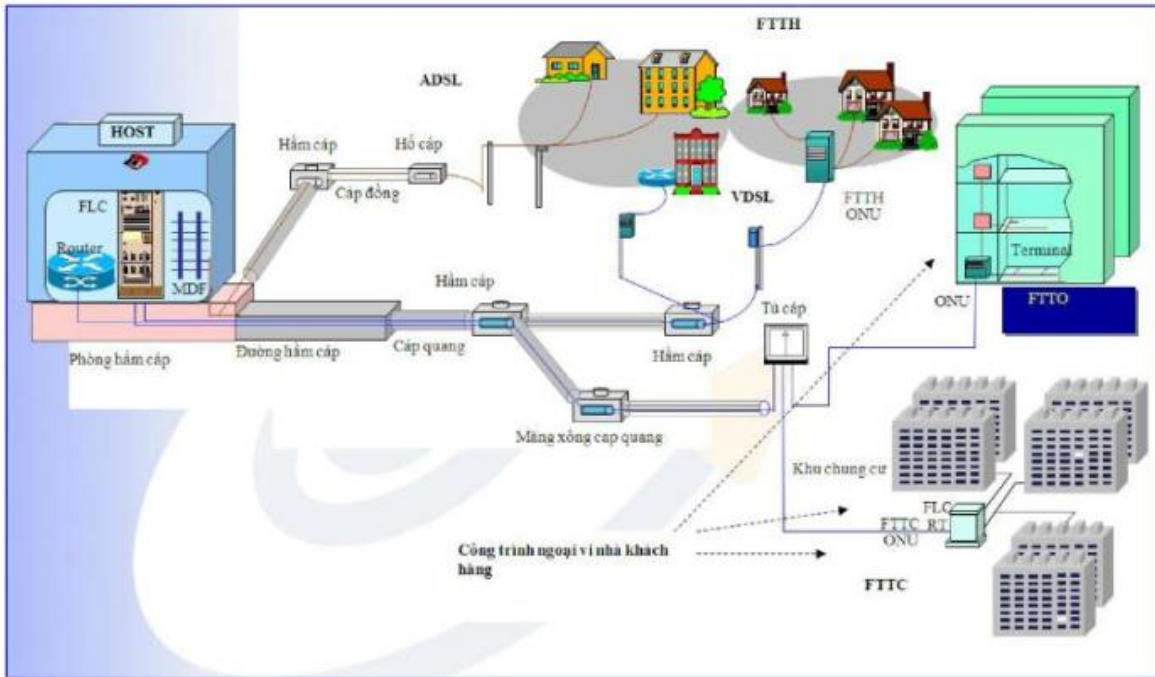 FTTH
ADSL
HOST
Hầm cáp
Hố cáp
Cáp đồng
FLC
Router
MDF
VDSL
FTTH
ONU
Terminal
ONU
FTTO
Hầm cáp
Tủ cáp
Phòng hầm cáp
Đường hầm cáp
Cáp quang
Hầm cáp
Măng xông cap quang
Khu chung cư
FLC
FTTC RT
ONU
Công trình ngoại vi nhà khách
hàng
FTTC